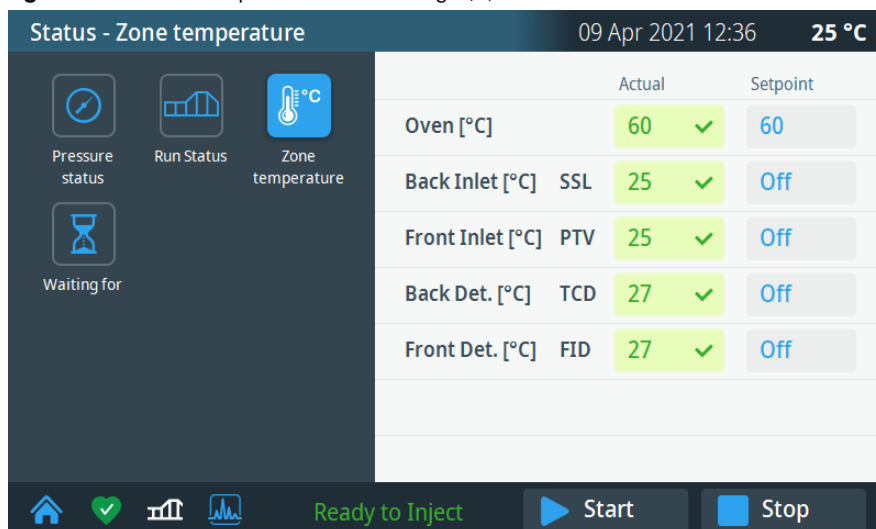 Status - Zone temperature 09 Apr 2021 12:36 25 °C
°C
Pressure status
Run Status
Zone temperature
Waiting for
Actual Setpoint
Oven [°C] 60 60
Back Inlet [°C] SSL 25 Off
Front Inlet [°C] PTV 25 Off
Back Det. [°C] TCD 27 Off
Front Det. [°C] FID 27 Off
Ready to Inject Start Stop